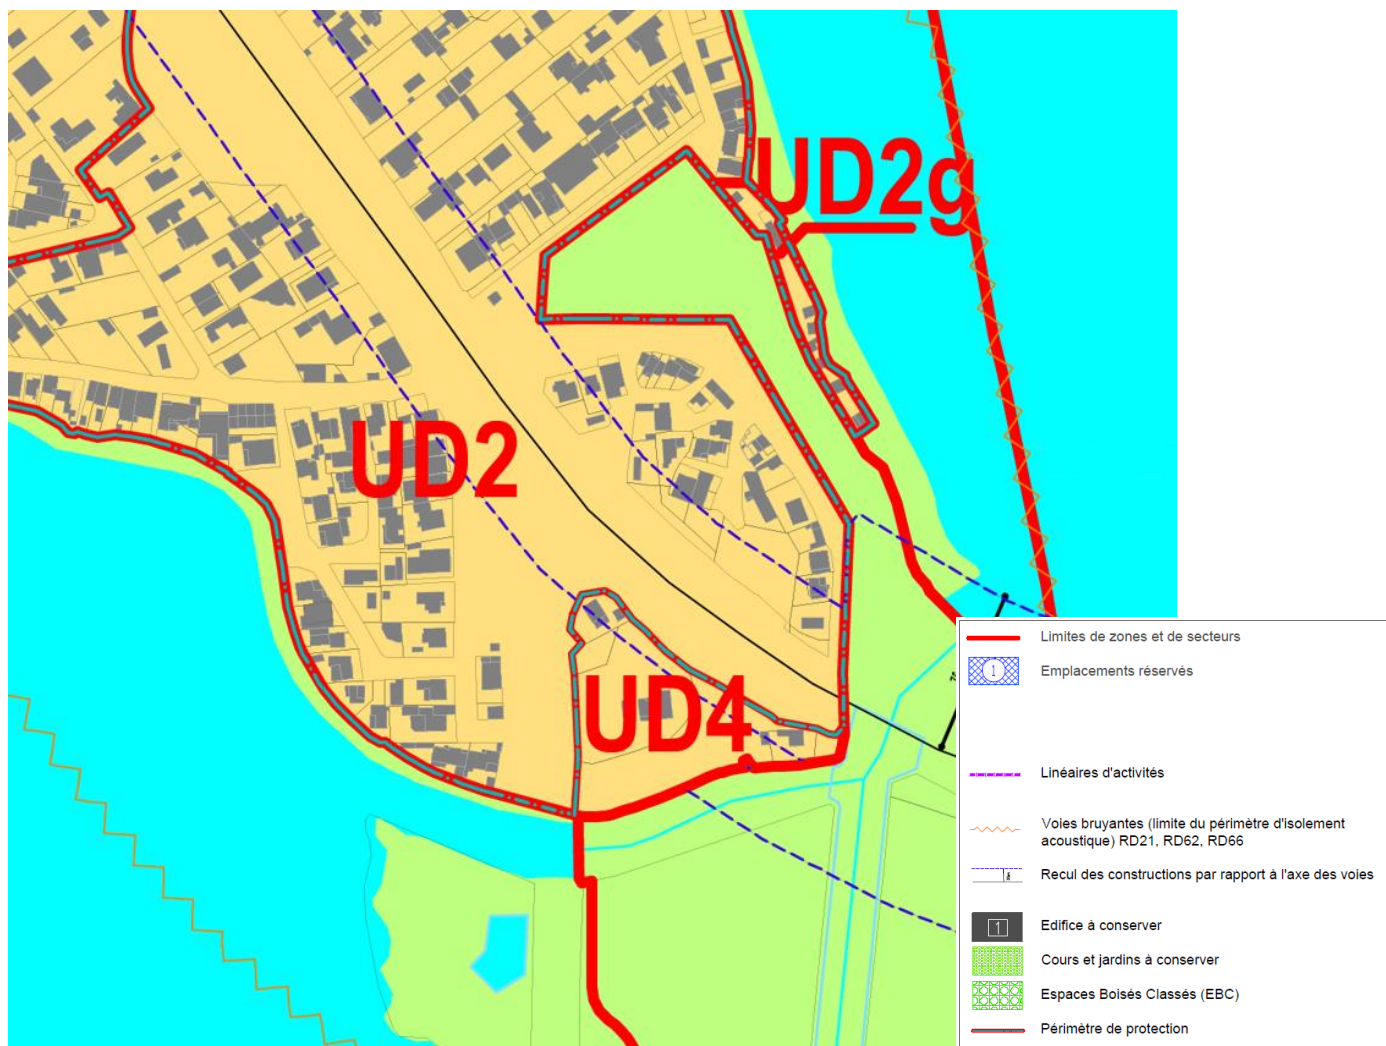 UD2g
UD2
UD4
Limites de zones et de secteurs
1
Emplacements réservés
Linéaires d'activités
Voies bruyantes (limite du périmètre d'isolement
acoustique) RD21, RD62, RD66
Recul des constructions par rapport à l'axe des voies
1
Edifice à conserver
Cours et jardins à conserver
Espaces Boisés Classés (EBC)
Périmètre de protection